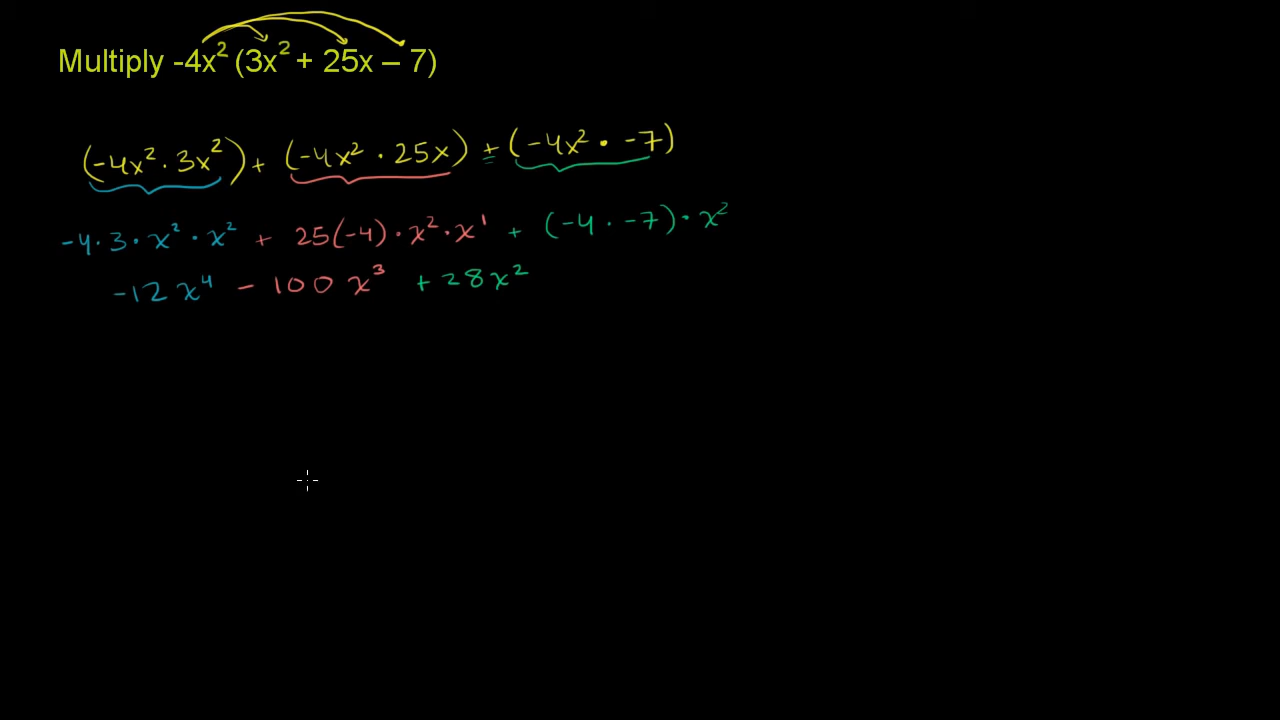 Multiply -4x² (3x² + 25x – 7)
(-4x² · 3x²) + (-4x² · 25x) + (-4x² · -7)
-4 · 3 · x² · x² + 25(-4) · x² · x¹ + (-4 · -7) · x²
-12x⁴ - 100x³ + 28x²